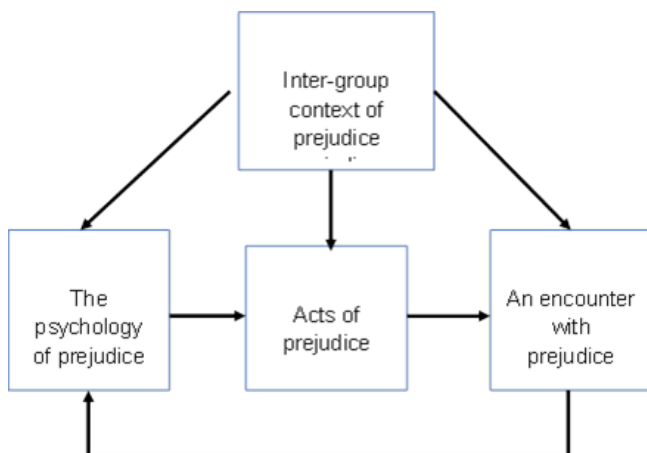 Inter-group
context of
prejudice
The
psychology
of prejudice
Acts of
prejudice
An encounter
with
prejudice